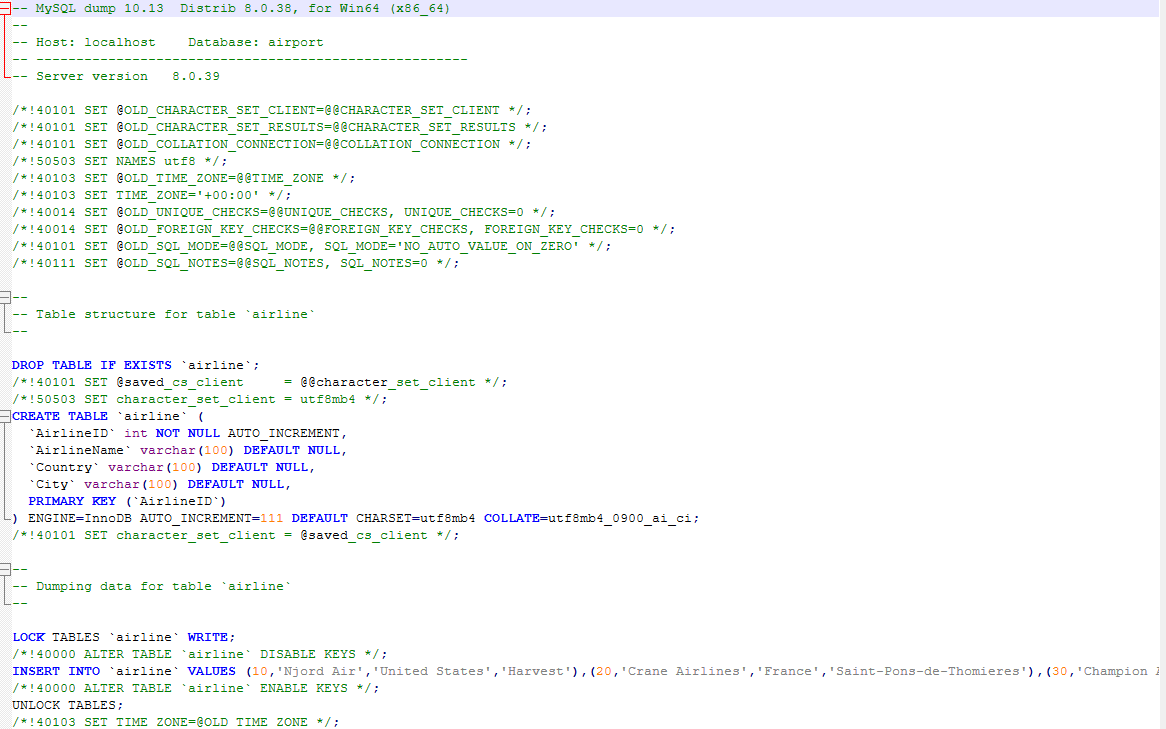 -- MySQL dump 10.13  Distrib 8.0.38, for Win64 (x86_64)
--
-- Host: localhost    Database: airport
-- ------------------------------------------------------
-- Server version	8.0.39
/*!40101 SET @OLD_CHARACTER_SET_CLIENT=@@CHARACTER_SET_CLIENT */;
/*!40101 SET @OLD_CHARACTER_SET_RESULTS=@@CHARACTER_SET_RESULTS */;
/*!40101 SET @OLD_COLLATION_CONNECTION=@@COLLATION_CONNECTION */;
/*!50503 SET NAMES utf8 */;
/*!40103 SET @OLD_TIME_ZONE=@@TIME_ZONE */;
/*!40103 SET TIME_ZONE='+00:00' */;
/*!40014 SET @OLD_UNIQUE_CHECKS=@@UNIQUE_CHECKS, UNIQUE_CHECKS=0 */;
/*!40014 SET @OLD_FOREIGN_KEY_CHECKS=@@FOREIGN_KEY_CHECKS, FOREIGN_KEY_CHECKS=0 */;
/*!40101 SET @OLD_SQL_MODE=@@SQL_MODE, SQL_MODE='NO_AUTO_VALUE_ON_ZERO' */;
/*!40111 SET @OLD_SQL_NOTES=@@SQL_NOTES, SQL_NOTES=0 */;
--
-- Table structure for table `airline`
--
DROP TABLE IF EXISTS `airline`;
/*!40101 SET @saved_cs_client     = @@character_set_client */;
/*!50503 SET character_set_client = utf8mb4 */;
CREATE TABLE `airline` (
  `AirlineID` int NOT NULL AUTO_INCREMENT,
  `AirlineName` varchar(100) DEFAULT NULL,
  `Country` varchar(100) DEFAULT NULL,
  `City` varchar(100) DEFAULT NULL,
  PRIMARY KEY (`AirlineID`)
) ENGINE=InnoDB AUTO_INCREMENT=111 DEFAULT CHARSET=utf8mb4 COLLATE=utf8mb4_0900_ai_ci;
/*!40101 SET character_set_client = @saved_cs_client */;
--
-- Dumping data for table `airline`
--
LOCK TABLES `airline` WRITE;
/*!40000 ALTER TABLE `airline` DISABLE KEYS */;
INSERT INTO `airline` VALUES (10,'Njord Air','United States','Harvest'),(20,'Crane Airlines','France','Saint-Pons-de-Thomieres'),(30,'Champion
/*!40000 ALTER TABLE `airline` ENABLE KEYS */;
UNLOCK TABLES;
/*!40103 SET TIME_ZONE=@OLD_TIME_ZONE */;